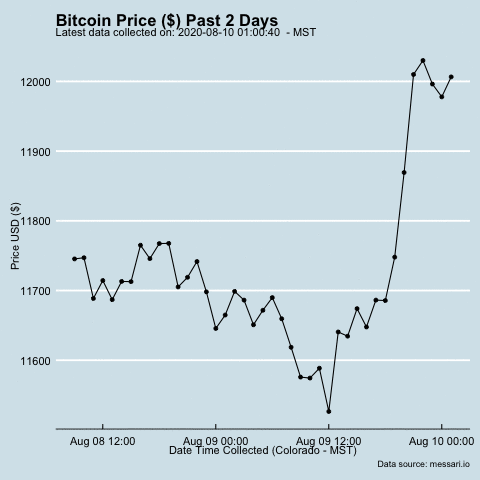 Bitcoin Price ($) Past 2 Days
Latest data collected on: 2020-08-10 01:00:40  - MST
12000
11900
11800
11700
11600
Price USD ($)
Aug 08 12:00 Aug 09 00:00 Aug 09 12:00 Aug 10 00:00
Date Time Collected (Colorado - MST)
Data source: messari.io